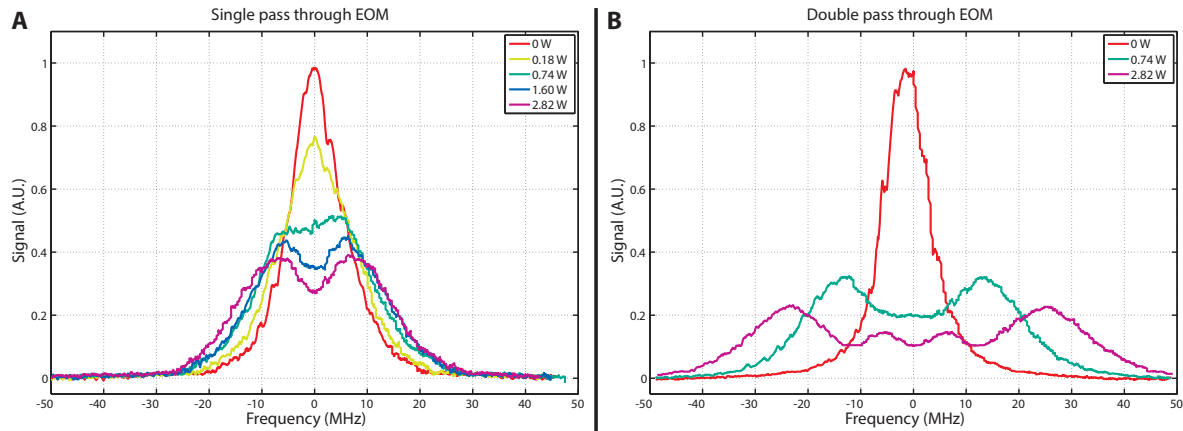 A
Single pass through EOM
1
0.8
0.6
0.4
0.2
0
Signal (A.U.)
0 W
0.18 W
0.74 W
1.60 W
2.82 W
-50 -40 -30 -20 -10 0 10 20 30 40 50
Frequency (MHz)
B
Double pass through EOM
1
0.8
0.6
0.4
0.2
0
Signal (A.U.)
0 W
0.74 W
2.82 W
-50 -40 -30 -20 -10 0 10 20 30 40 50
Frequency (MHz)